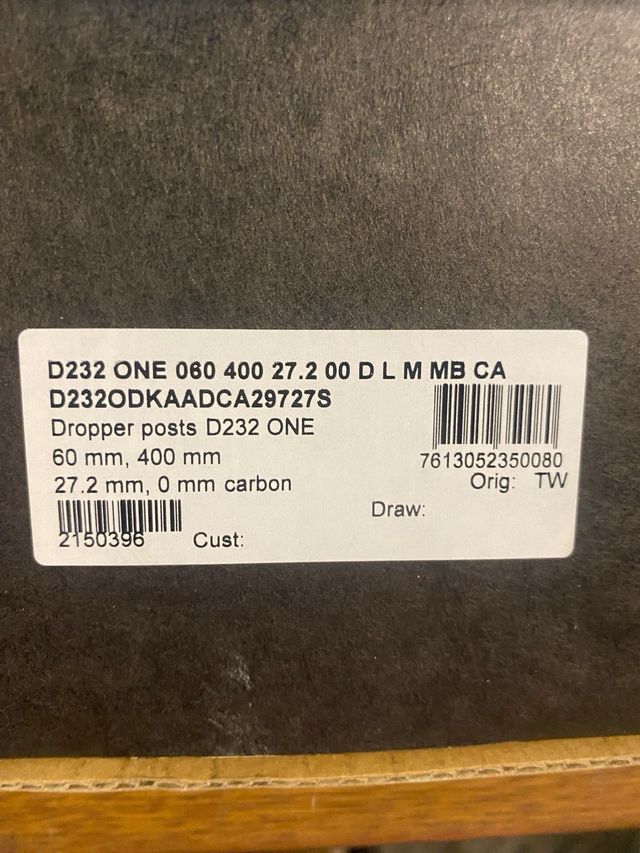 D232 ONE 060 400 27.2 00 D L M MB CA
D232ODKAADCA29727S
Dropper posts D232 ONE
60 mm, 400 mm
7613052350080
27.2 mm, 0 mm carbon
Orig: TW
Draw:
2150396
Cust: